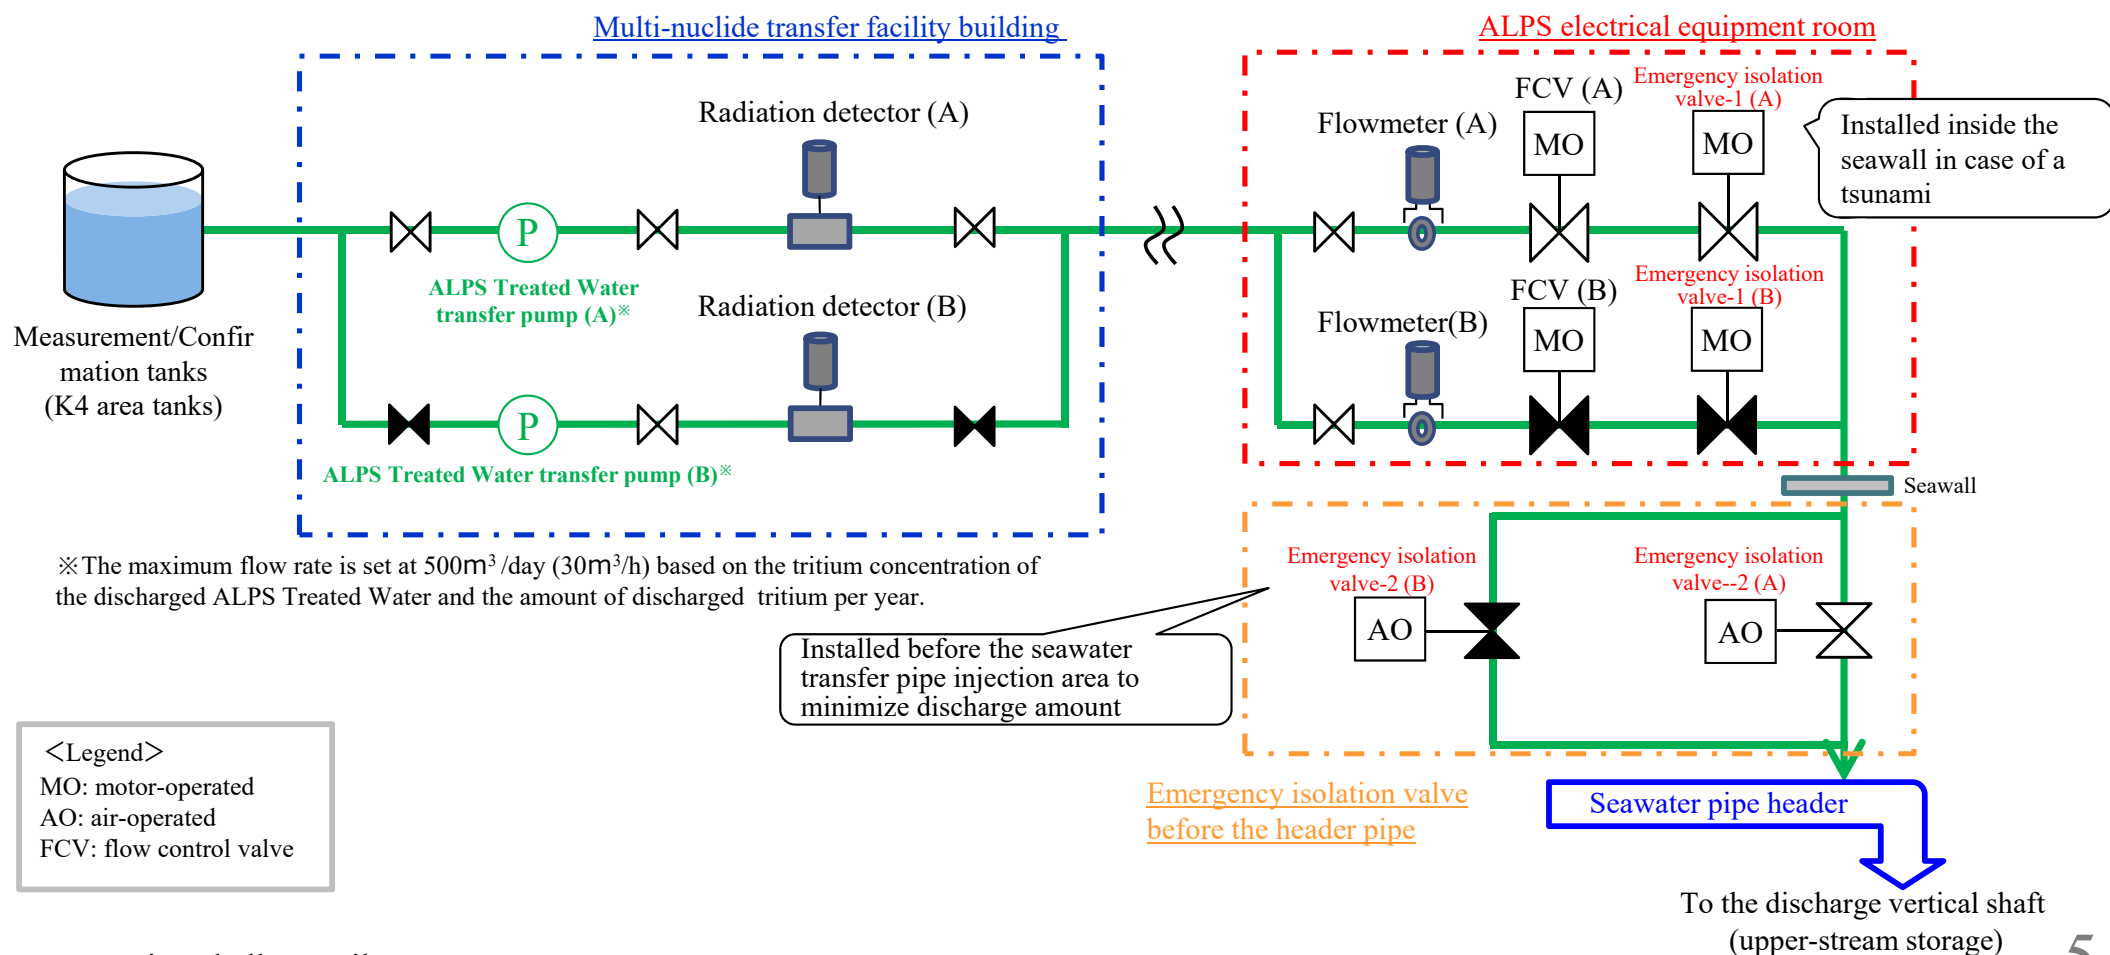 Multi-nuclide transfer facility building
ALPS electrical equipment room
Radiation detector (A)
P
ALPS Treated Water
transfer pump (A)※
Radiation detector (B)
P
ALPS Treated Water transfer pump (B)※
Measurement/Confir
mation tanks
(K4 area tanks)
Flowmeter (A)
FCV (A)
MO
Emergency isolation
valve-1 (A)
MO
Installed inside the
seawall in case of a
tsunami
Flowmeter(B)
FCV (B)
MO
Emergency isolation
valve-1 (B)
MO
Seawall
※The maximum flow rate is set at 500m³ /day (30m³/h) based on the tritium concentration of
the discharged ALPS Treated Water and the amount of discharged tritium per year.
Emergency isolation
valve-2 (B)
AO
Emergency isolation
valve--2 (A)
AO
Installed before the seawater
transfer pipe injection area to
minimize discharge amount
<Legend>
MO: motor-operated
AO: air-operated
FCV: flow control valve
Emergency isolation valve
before the header pipe
Seawater pipe header
To the discharge vertical shaft
(upper-stream storage)